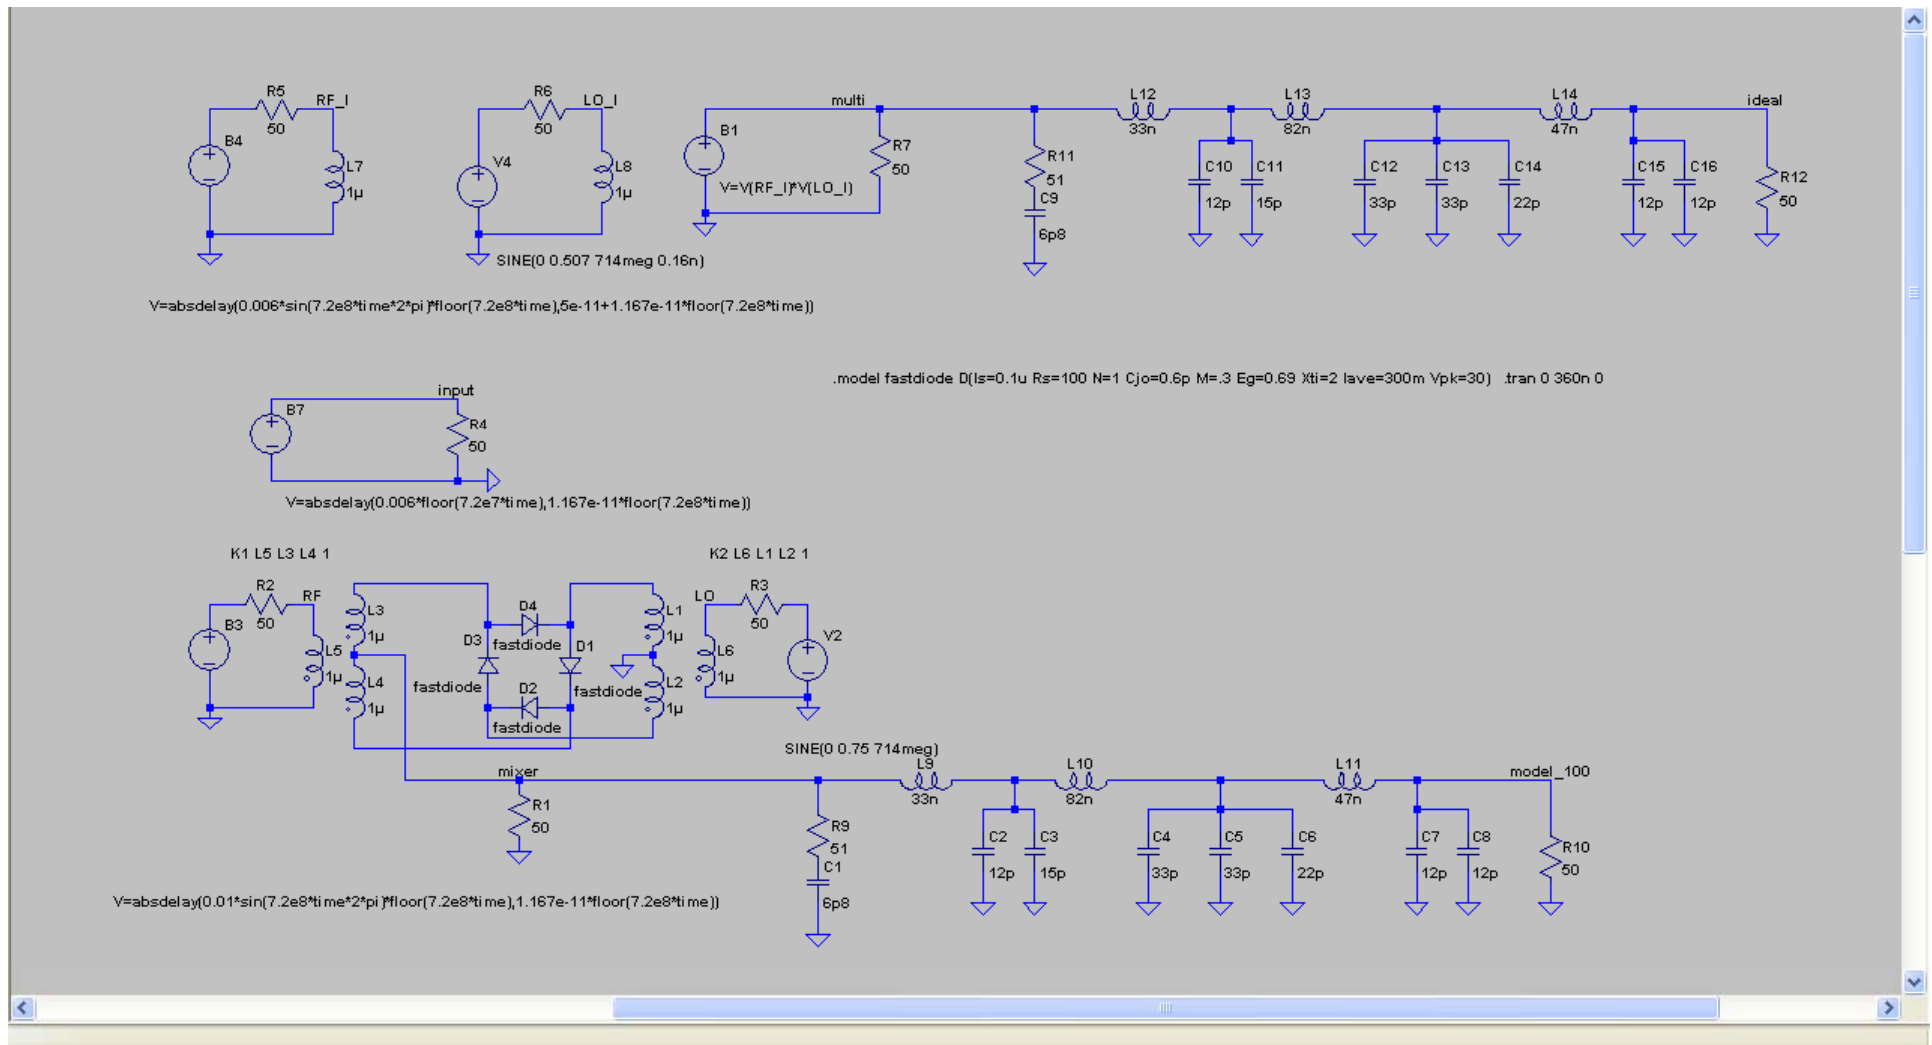 R5
RF_I
50
B4
L7
1µ
R6
LO_I
50
V4
L8
1µ
SINE(0 0.507 714meg 0.16n)
multi
B1
R7
50
V=V(RF_I)*V(LO_I)
R11
51
C9
6p8
L12
33n
C10
C11
12p
15p
L13
82n
C12
C13
C14
33p
33p
22p
L14
47n
C15
C16
12p
12p
ideal
R12
50
V=absdelay(0.006*sin(7.2e8*time*2*pi)*floor(7.2e8*time),5e-11+1.167e-11*floor(7.2e8*time))
.model fastdiode D(Is=0.1u Rs=100 N=1 Cjo=0.6p M=.3 Eg=0.69 Xti=2 Iave=300m Vpk=30)
.tran 0 360n 0
input
B7
R4
50
V=absdelay(0.006*floor(7.2e7*time),1.167e-11*floor(7.2e8*time))
K1 L5 L3 L4 1
K2 L6 L1 L2 1
R2
RF
50
B3
L5
1µ
L3
1µ
L4
1µ
D4
fastdiode
D3
fastdiode
D1
fastdiode
D2
fastdiode
L1
1µ
L2
1µ
LO
R3
50
L6
1µ
V2
SINE(0 0.75 714meg)
mixer
R1
50
R9
51
C1
6p8
L9
33n
C2
C3
12p
15p
L10
82n
C4
C5
C6
33p
33p
22p
L11
47n
C7
C8
12p
12p
model_100
R10
50
V=absdelay(0.01*sin(7.2e8*time*2*pi)*floor(7.2e8*time),1.167e-11*floor(7.2e8*time))